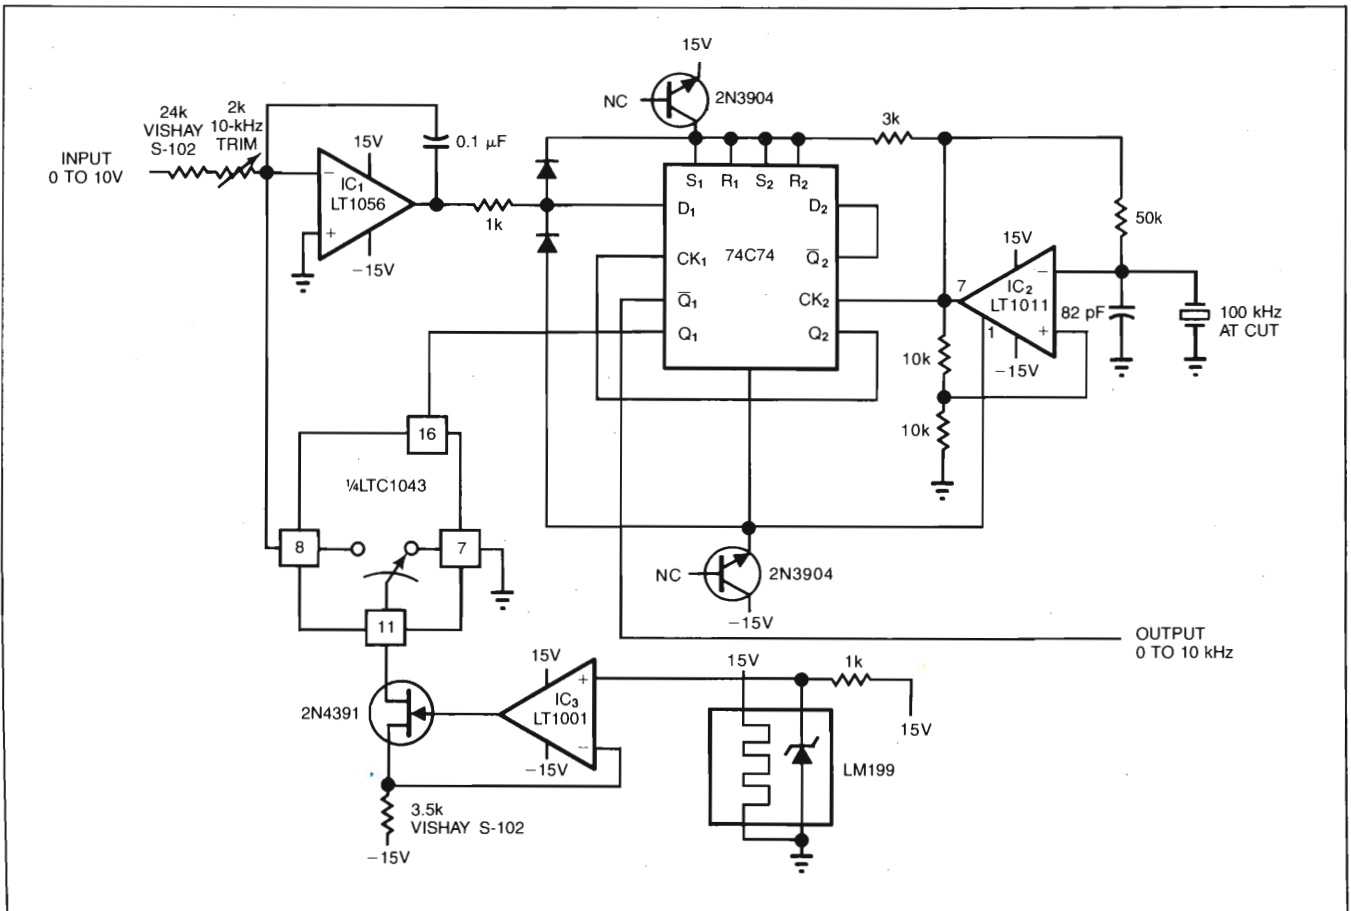 15V
NC
2N3904
24k
VISHAY
S-102
2k
10-kHz
TRIM
INPUT
0 TO 10V
15V
−
IC1
LT1056
+
−15V
0.1 µF
1k
3k
S1 R1 S2 R2
D1 D2
CK1 74C74 Q̅2
Q̅1 CK2
Q1 Q2
50k
15V
7
−
IC2
LT1011
1
+
−15V
82 pF
100 kHz
AT CUT
10k
10k
16
¼LTC1043
8
7
11
NC
2N3904
−15V
OUTPUT
0 TO 10 kHz
2N4391
15V
+
IC3
LT1001
−
−15V
15V
1k
15V
LM199
3.5k
VISHAY S-102
−15V